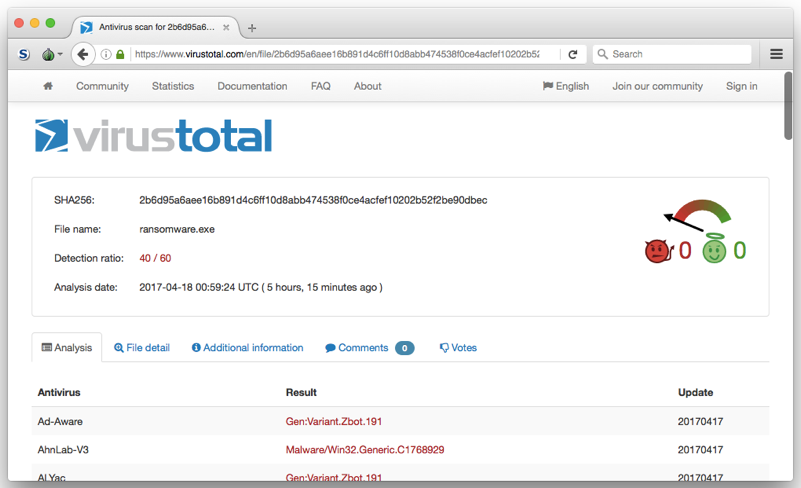 Antivirus scan for 2b6d95a6...
https://www.virustotal.com/en/file/2b6d95a6aee16b891d4c6ff10d8abb474538f0ce4acfef10202b52
Search
Community Statistics Documentation FAQ About English Join our community Sign in
virustotal
SHA256: 2b6d95a6aee16b891d4c6ff10d8abb474538f0ce4acfef10202b52f2be90dbec
File name: ransomware.exe
0 0
Detection ratio: 40 / 60
Analysis date: 2017-04-18 00:59:24 UTC ( 5 hours, 15 minutes ago )
Analysis File detail Additional information Comments 0 Votes
Antivirus Result Update
Ad-Aware Gen:Variant.Zbot.191 20170417
AhnLab-V3 Malware/Win32.Generic.C1768929 20170417
ALYac Gen:Variant.Zbot.191 20170417